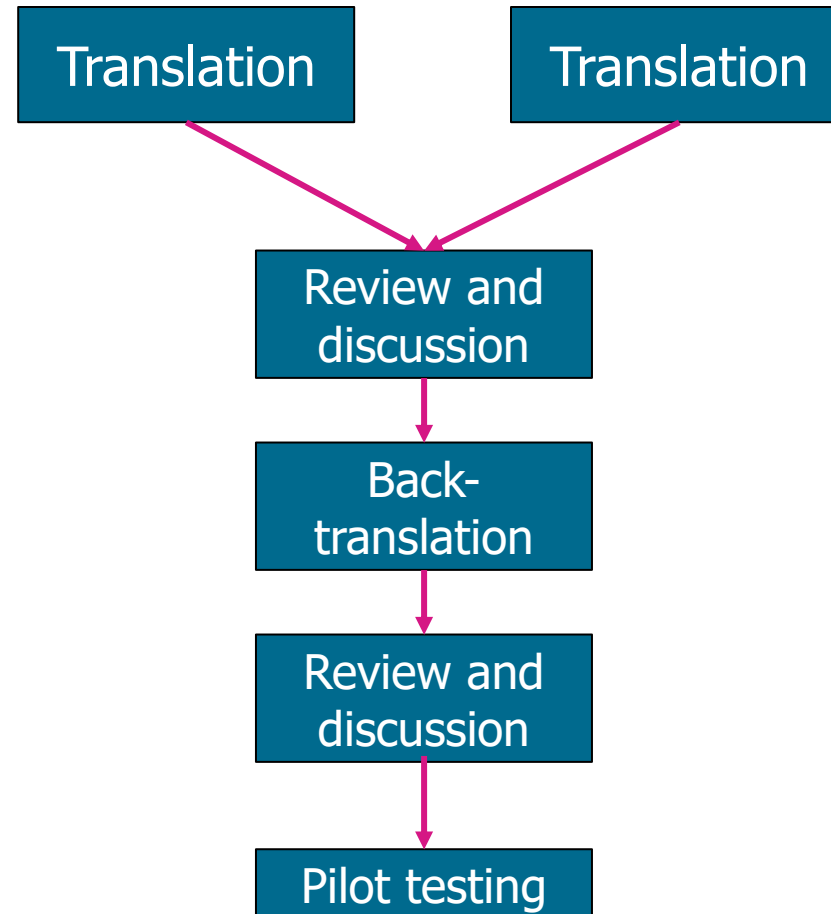 Translation
Translation
Review and
discussion
Back-
translation
Review and
discussion
Pilot testing